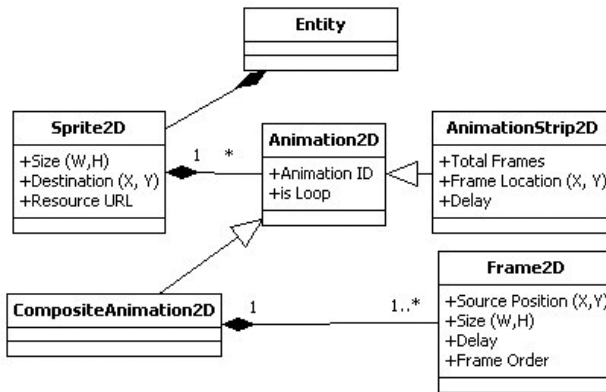 Entity
Sprite2D
+Size (W,H)
+Destination (X, Y)
+Resource URL
1
*
Animation2D
+Animation ID
+is Loop
AnimationStrip2D
+Total Frames
+Frame Location (X, Y)
+Delay
CompositeAnimation2D
1
1..*
Frame2D
+Source Position (X,Y)
+Size (W,H)
+Delay
+Frame Order